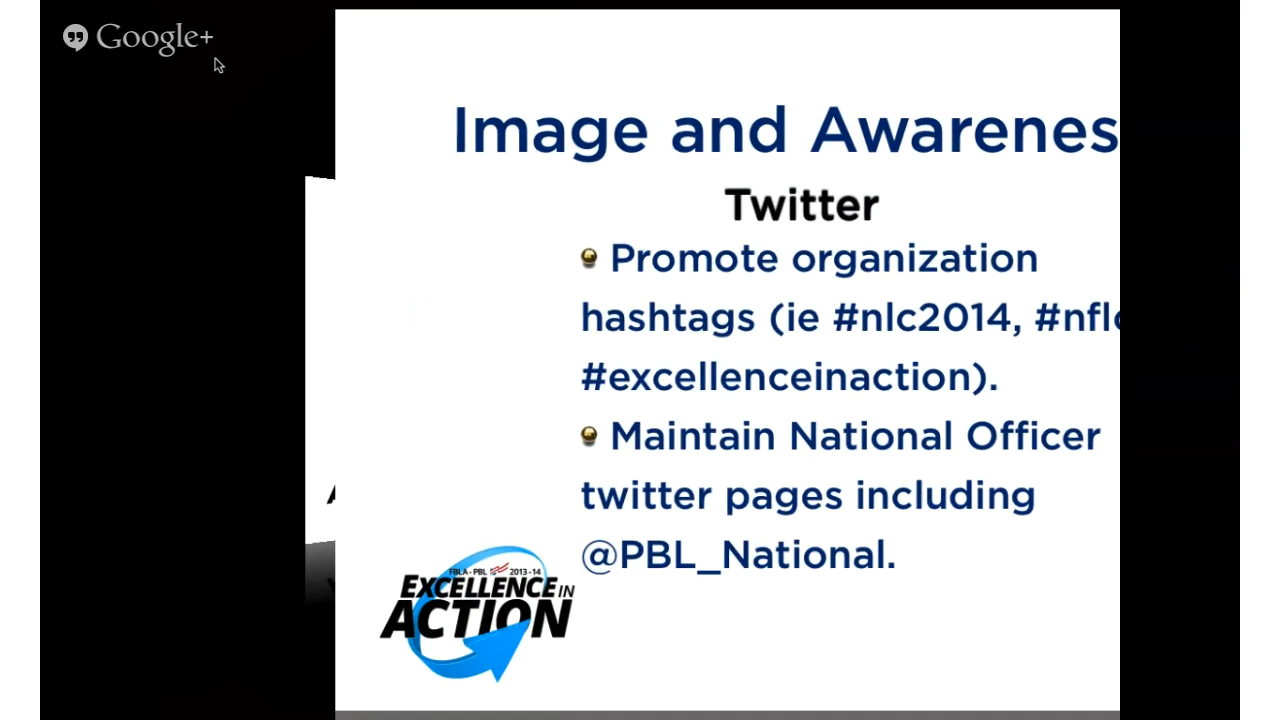 Google+
Image and Awarenes
Twitter
Promote organization
hashtags (ie #nlc2014, #nflc
#excellenceinaction).
Maintain National Officer
twitter pages including
@PBL_National.
FBLA-PBL 2013-14
EXCELLENCE IN
ACTION